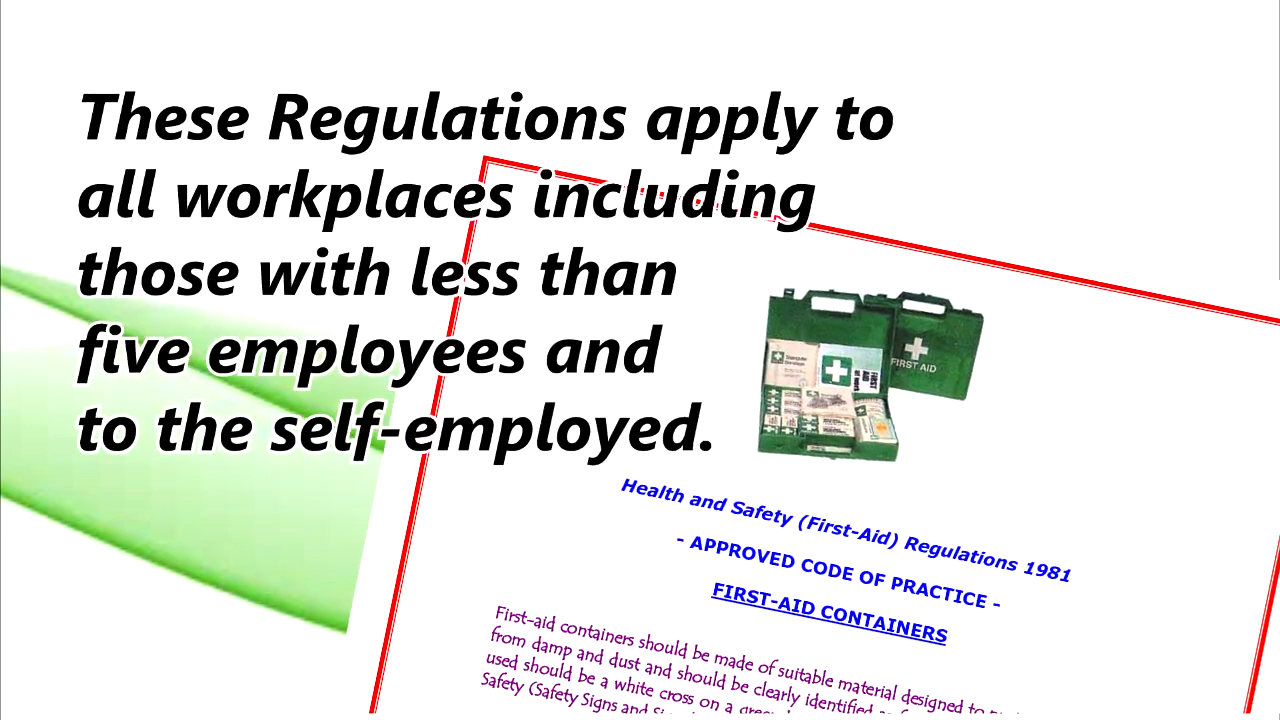 These Regulations apply to
all workplaces including
those with less than
five employees and
to the self-employed.
FIRST AID
FIRST AID
Health and Safety (First-Aid) Regulations 1981
- APPROVED CODE OF PRACTICE -
FIRST-AID CONTAINERS
First-aid containers should be made of suitable material designed to
from damp and dust and should be clearly identified as
used should be a white cross on a
Safety (Safety Signs and